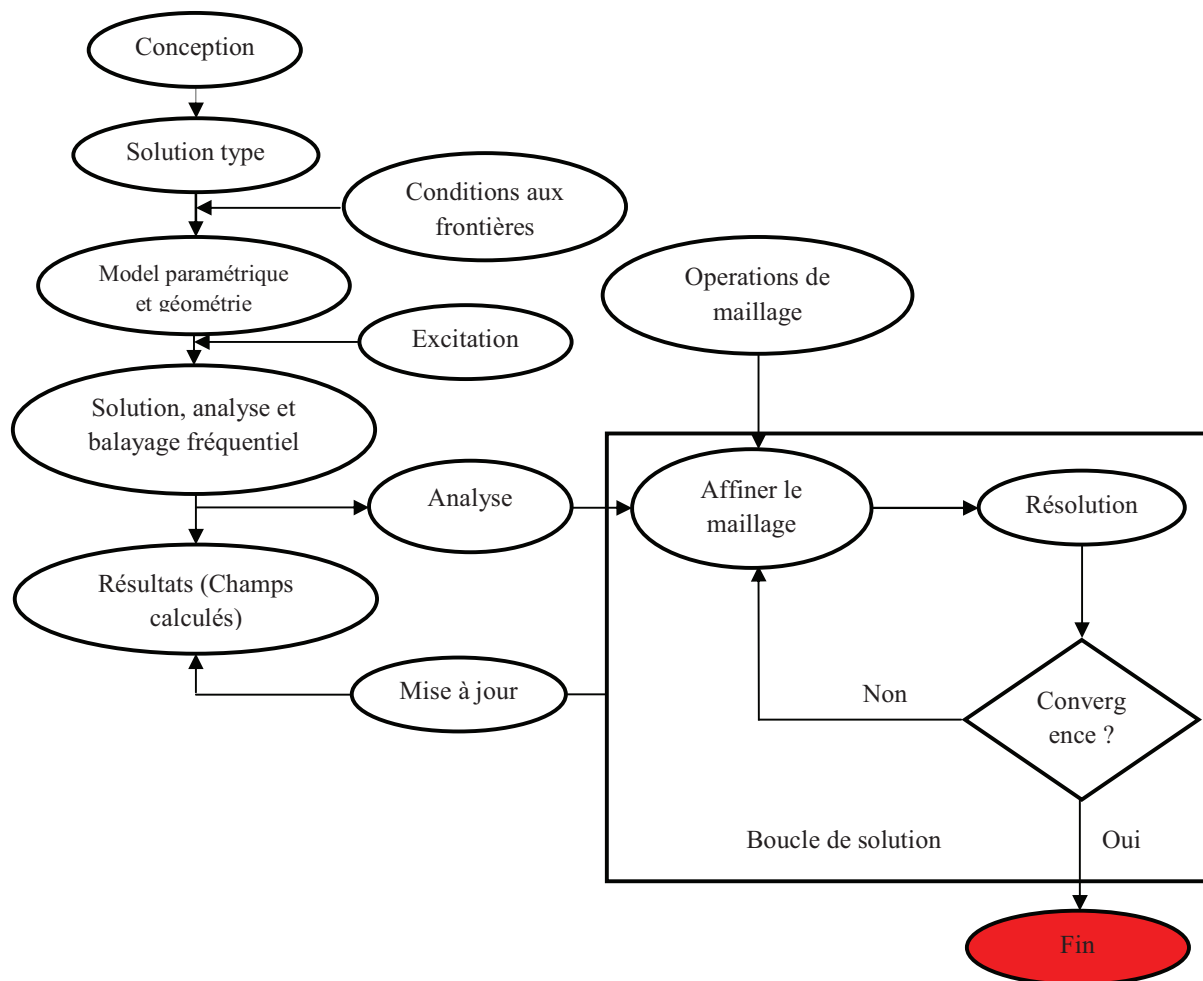 Conception
Solution type
Conditions aux
frontières
Model paramétrique
et géométrie
Operations de
maillage
Excitation
Solution, analyse et
balayage fréquentiel
Analyse
Affiner le
maillage
Résolution
Résultats (Champs
calculés)
Mise à jour
Non
Converg
ence ?
Boucle de solution
Oui
Fin